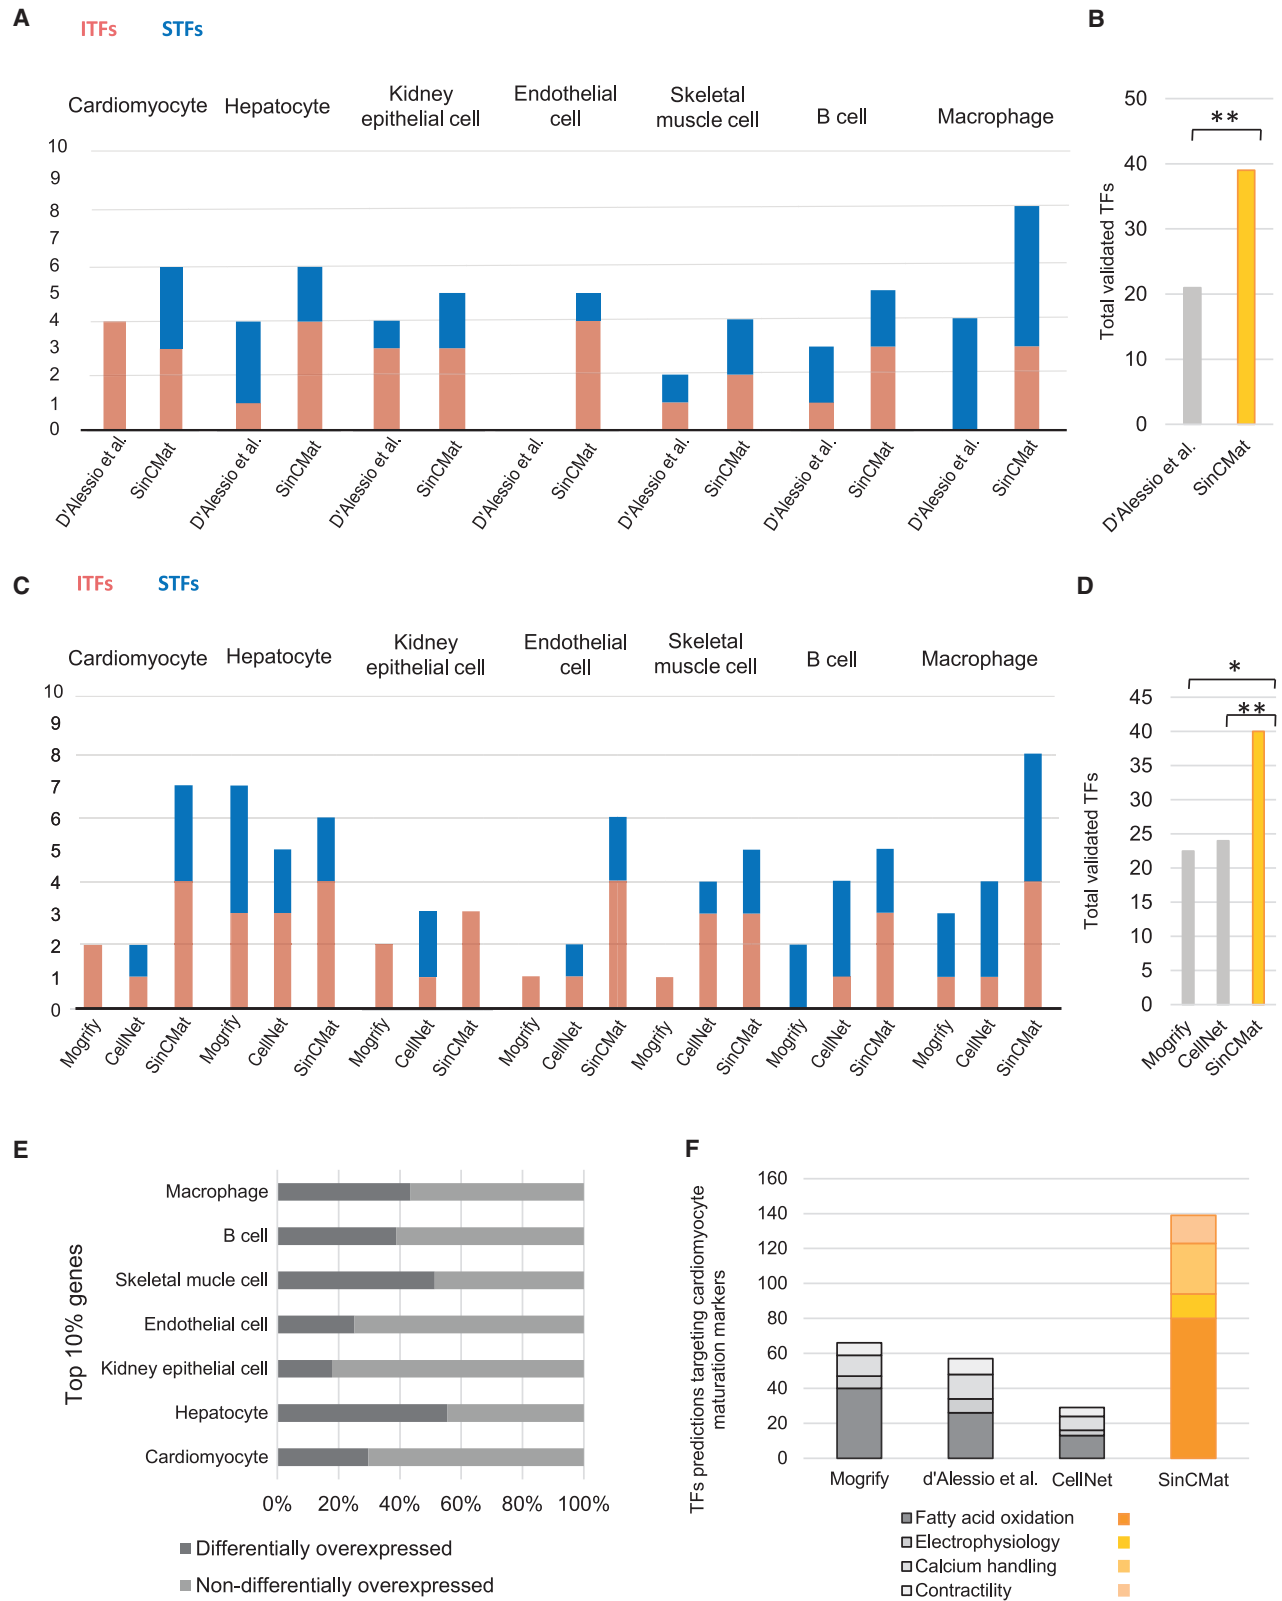 A
ITFs STFs
Cardiomyocyte Hepatocyte Kidney epithelial cell Endothelial cell Skeletal muscle cell B cell Macrophage
10
9
8
7
6
5
4
3
2
1
0
D'Alessio et al. SinCMat D'Alessio et al. SinCMat D'Alessio et al. SinCMat D'Alessio et al. SinCMat D'Alessio et al. SinCMat D'Alessio et al. SinCMat D'Alessio et al. SinCMat
B
Total validated TFs
**
50
40
30
20
10
0
D'Alessio et al. SinCMat
C
ITFs STFs
Cardiomyocyte Hepatocyte Kidney epithelial cell Endothelial cell Skeletal muscle cell B cell Macrophage
10
9
8
7
6
5
4
3
2
1
0
Mogrify CellNet SinCMat Mogrify CellNet SinCMat Mogrify CellNet SinCMat Mogrify CellNet SinCMat Mogrify CellNet SinCMat Mogrify CellNet SinCMat Mogrify CellNet SinCMat
D
Total validated TFs
*
**
45
40
35
30
25
20
15
10
5
0
Mogrify CellNet SinCMat
E
Top 10% genes
Macrophage
B cell
Skeletal mucle cell
Endothelial cell
Kidney epithelial cell
Hepatocyte
Cardiomyocyte
0% 20% 40% 60% 80% 100%
Differentially overexpressed
Non-differentially overexpressed
F
TFs predictions targeting cardiomyocyte
maturation markers
160
140
120
100
80
60
40
20
0
Mogrify d'Alessio et al. CellNet SinCMat
Fatty acid oxidation
Electrophysiology
Calcium handling
Contractility